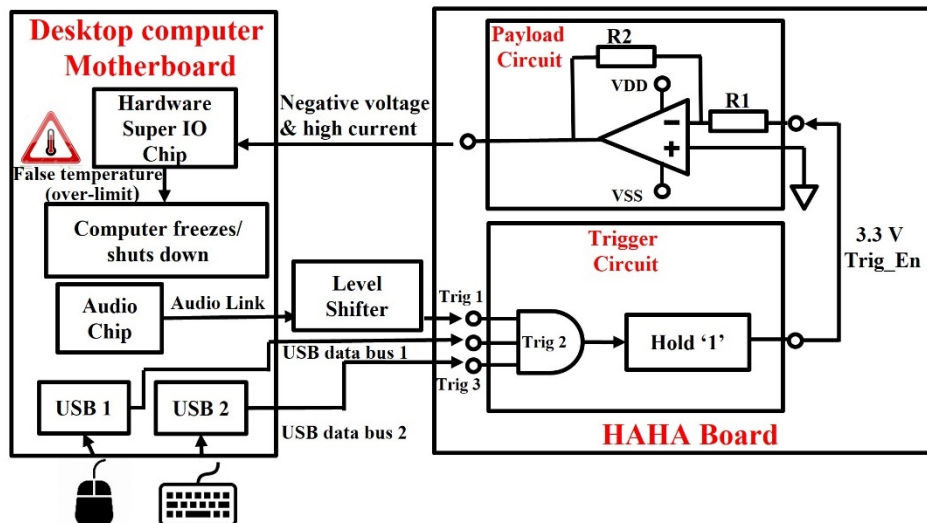 Desktop computer
Motherboard
Hardware
Super IO
Chip
False temperature
(over-limit)
Computer freezes/
shuts down
Audio
Chip
Audio Link
Level
Shifter
USB 1
USB 2
USB data bus 1
USB data bus 2
Negative voltage
& high current
Payload
Circuit
R2
VDD
R1
−
+
VSS
3.3 V
Trig_En
Trigger
Circuit
Trig 1
Trig 2
Trig 3
Hold ‘1’
HAHA Board